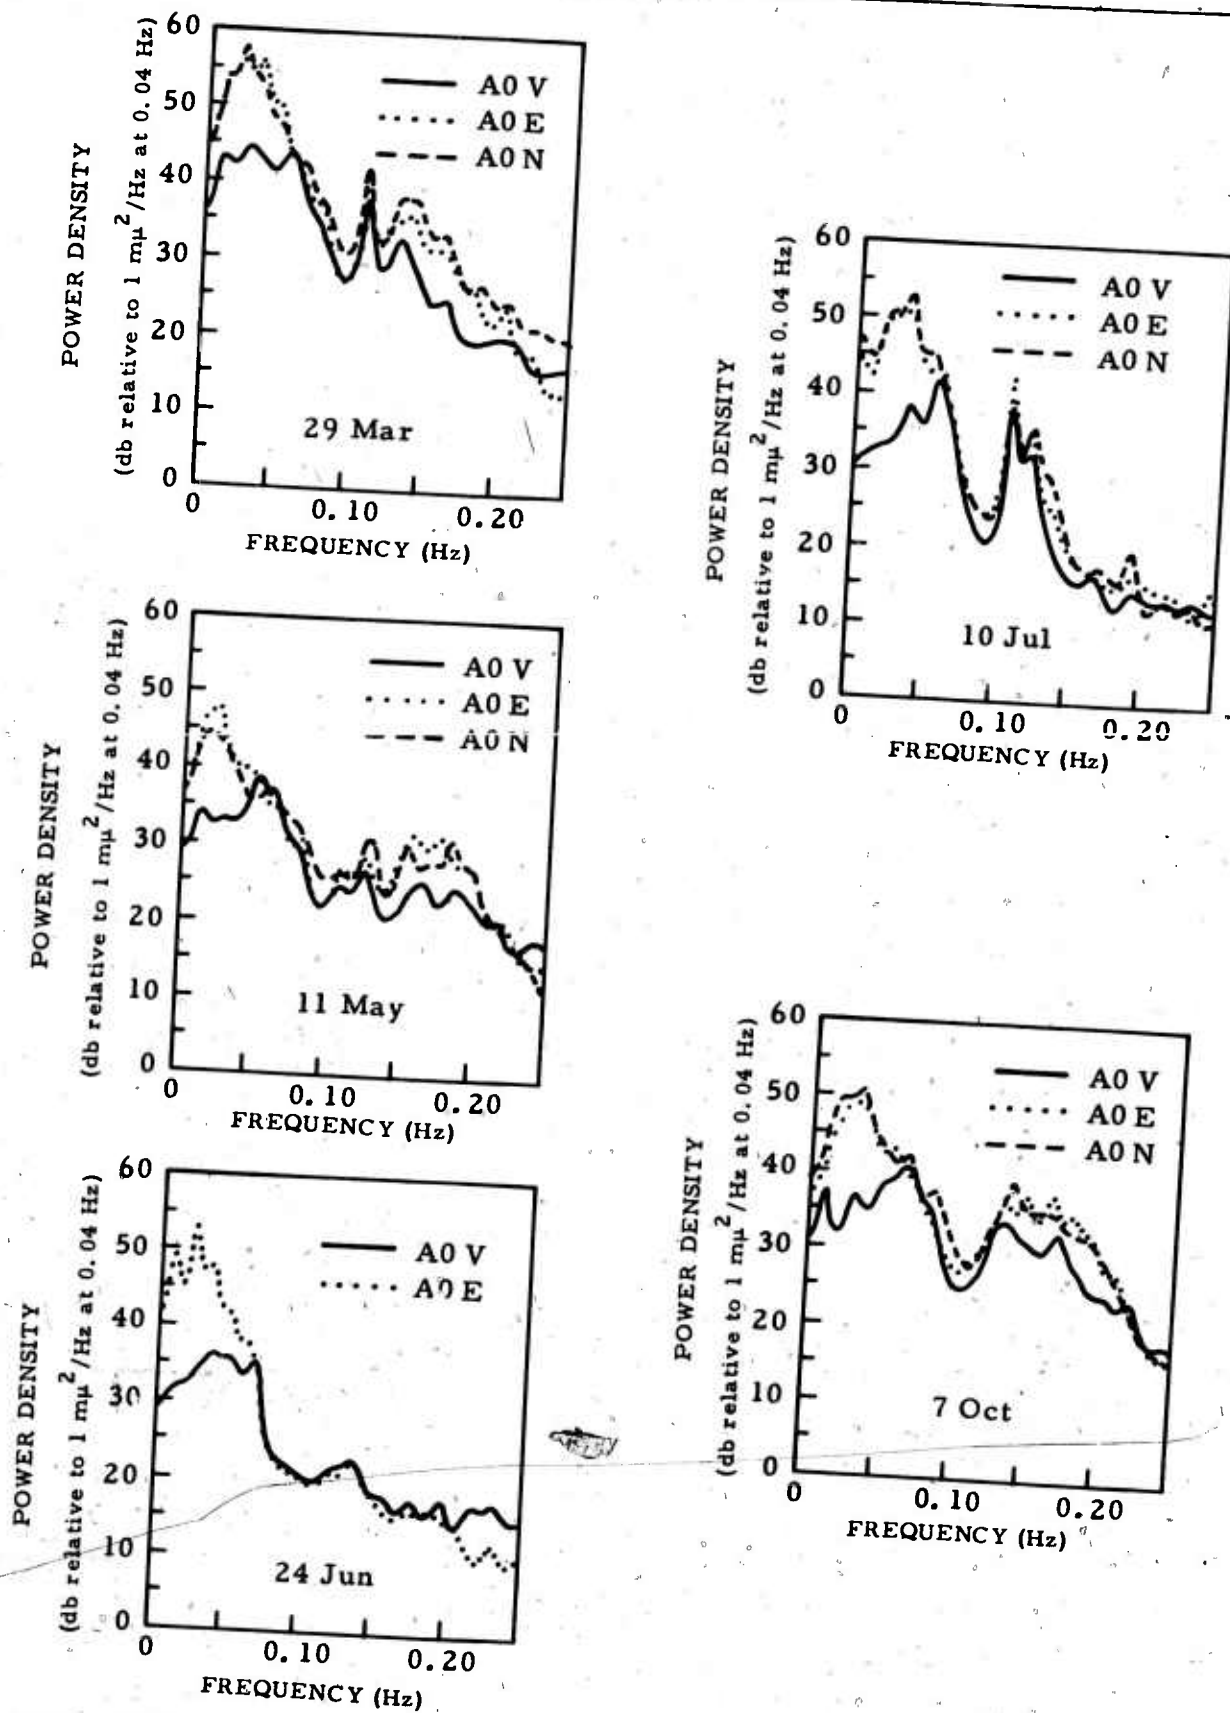 POWER DENSITY
(db relative to 1 mμ²/Hz at 0.04 Hz)
60
50
40
30
20
10
0
A0 V
A0 E
A0 N
29 Mar
0
0.10
0.20
FREQUENCY (Hz)
POWER DENSITY
(db relative to 1 mμ²/Hz at 0.04 Hz)
60
50
40
30
20
10
0
A0 V
A0 E
A0 N
11 May
0
0.10
0.20
FREQUENCY (Hz)
POWER DENSITY
(db relative to 1 mμ²/Hz at 0.04 Hz)
60
50
40
30
20
10
0
A0 V
A0 E
24 Jun
0
0.10
0.20
FREQUENCY (Hz)
POWER DENSITY
(db relative to 1 mμ²/Hz at 0.04 Hz)
60
50
40
30
20
10
0
A0 V
A0 E
A0 N
10 Jul
0
0.10
0.20
FREQUENCY (Hz)
POWER DENSITY
(db relative to 1 mμ²/Hz at 0.04 Hz)
60
50
40
30
20
10
0
A0 V
A0 E
A0 N
7 Oct
0
0.10
0.20
FREQUENCY (Hz)